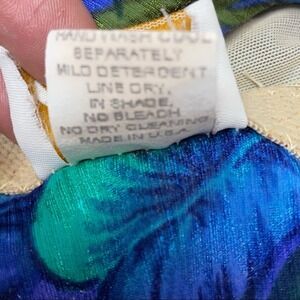 HAND WASH COOL
SEPARATELY
MILD DETERGENT
LINE DRY,
IN SHADE,
NO BLEACH
NO DRY CLEANING
MADE IN U.S.A.